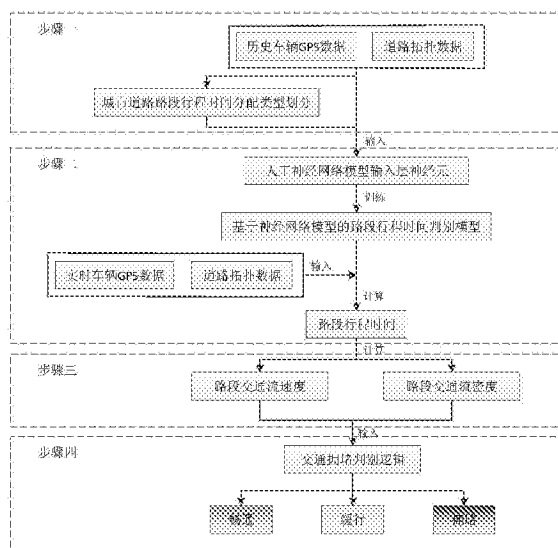 步骤一
历史车辆GPS数据
道路拓扑数据
城市道路路段行程时间分配类型划分
输入
步骤二
人工神经网络模型输入层神经元
训练
基于神经网络模型的路段行程时间判别模型
实时车辆GPS数据
道路拓扑数据
输入
计算
路段行程时间
计算
步骤三
路段交通流速度
路段交通流密度
输入
步骤四
交通拥堵判别逻辑
畅通
缓行
拥堵